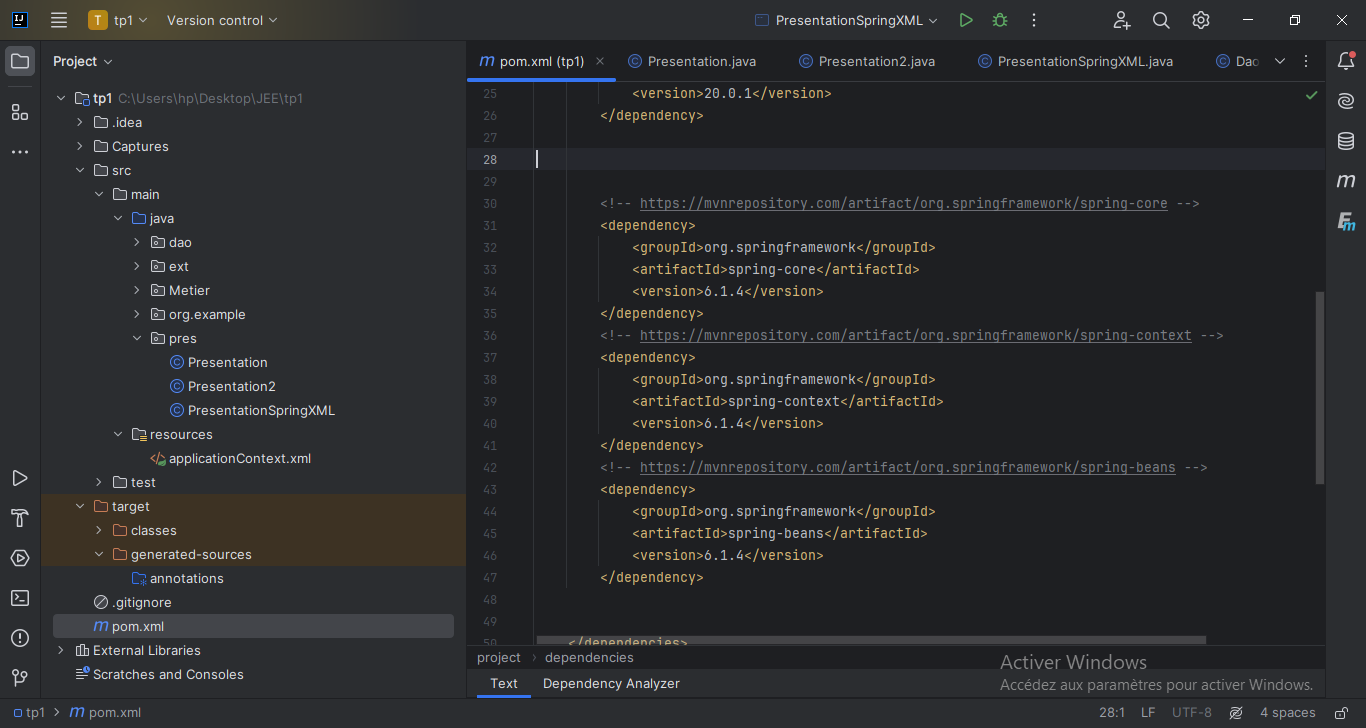 T tp1 Version control PresentationSpringXML
Project
pom.xml (tp1) Presentation.java Presentation2.java PresentationSpringXML.java Dao
tp1 C:\Users\hp\Desktop\JEE\tp1
.idea
Captures
src
main
java
dao
ext
Metier
org.example
pres
Presentation
Presentation2
PresentationSpringXML
resources
applicationContext.xml
test
target
classes
generated-sources
annotations
.gitignore
pom.xml
External Libraries
Scratches and Consoles
25 <version>20.0.1</version>
26 </dependency>
27
28
29
30 <!-- https://mvnrepository.com/artifact/org.springframework/spring-core -->
31 <dependency>
32 <groupId>org.springframework</groupId>
33 <artifactId>spring-core</artifactId>
34 <version>6.1.4</version>
35 </dependency>
36 <!-- https://mvnrepository.com/artifact/org.springframework/spring-context -->
37 <dependency>
38 <groupId>org.springframework</groupId>
39 <artifactId>spring-context</artifactId>
40 <version>6.1.4</version>
41 </dependency>
42 <!-- https://mvnrepository.com/artifact/org.springframework/spring-beans -->
43 <dependency>
44 <groupId>org.springframework</groupId>
45 <artifactId>spring-beans</artifactId>
46 <version>6.1.4</version>
47 </dependency>
48
49
50 </dependencies>
project > dependencies
Text Dependency Analyzer
Activer Windows
Accédez aux paramètres pour activer Windows.
tp1 > pom.xml 28:1 LF UTF-8 4 spaces